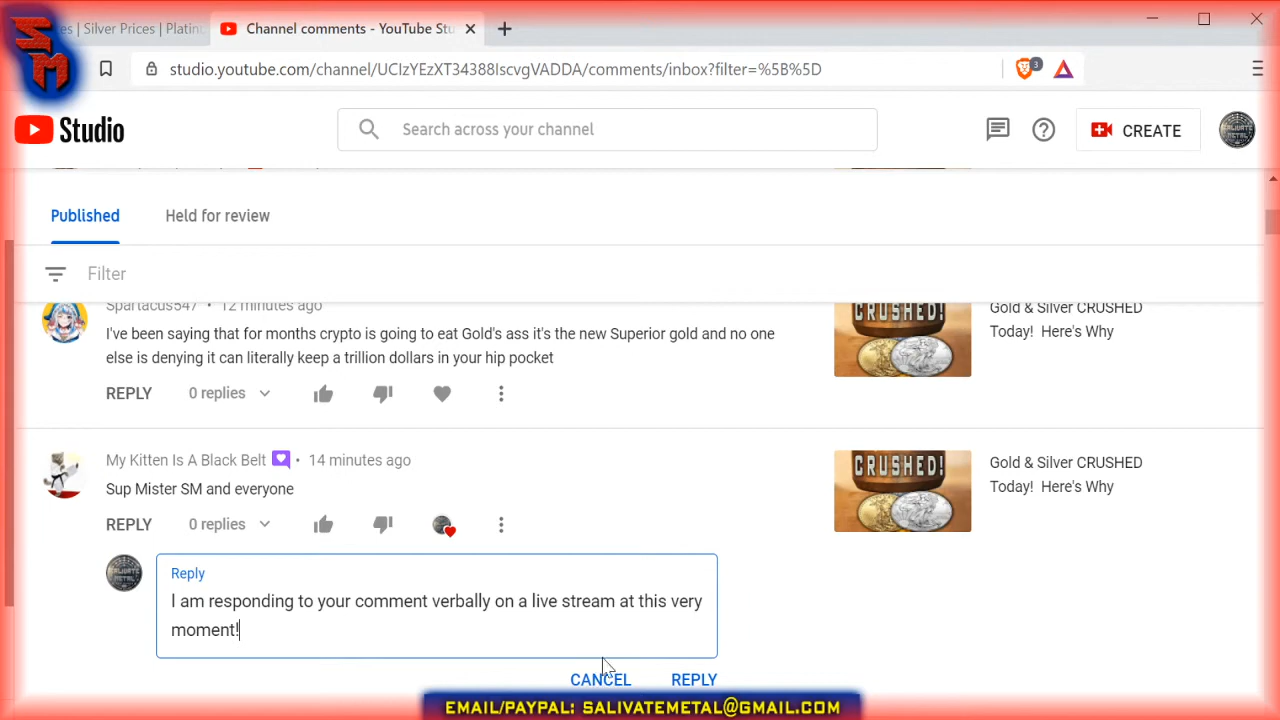 es | Silver Prices | Platinu
Channel comments - YouTube Stu
SM
studio.youtube.com/channel/UCIzYEzXT34388lscvgVADDA/comments/inbox?filter=%5B%5D
3
Studio
Search across your channel
CREATE
Published
Held for review
Filter
Spartacus547 • 12 minutes ago
I've been saying that for months crypto is going to eat Gold's ass it's the new Superior gold and no one
else is denying it can literally keep a trillion dollars in your hip pocket
REPLY 0 replies
CRUSHED!
Gold & Silver CRUSHED
Today! Here's Why
My Kitten Is A Black Belt • 14 minutes ago
Sup Mister SM and everyone
REPLY 0 replies
CRUSHED!
Gold & Silver CRUSHED
Today! Here's Why
SALIVATE
METAL
Reply
I am responding to your comment verbally on a live stream at this very
moment!
CANCEL REPLY
EMAIL/PAYPAL: SALIVATEMETAL@GMAIL.COM